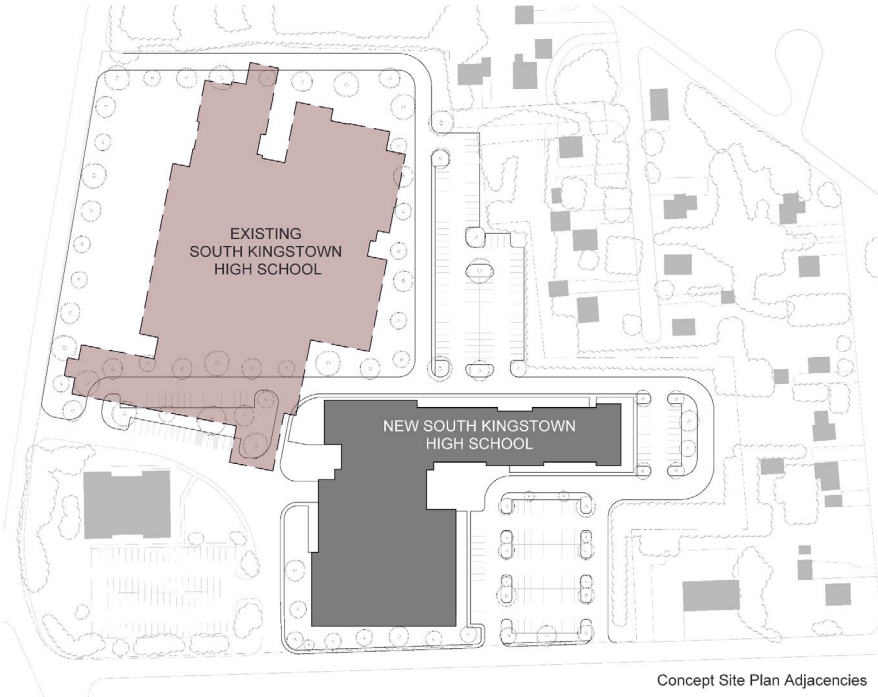 EXISTING
SOUTH KINGSTOWN
HIGH SCHOOL
NEW SOUTH KINGSTOWN
HIGH SCHOOL
Concept Site Plan Adjacencies